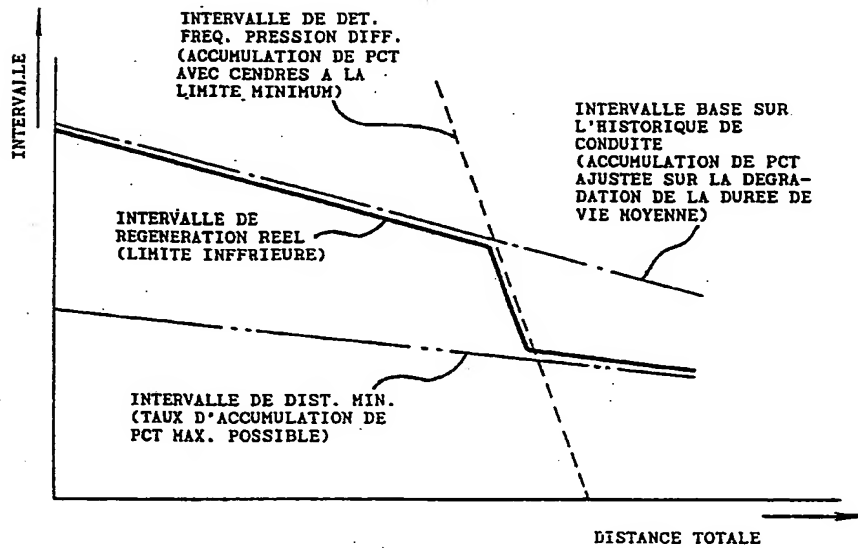 INTERVALLE DE DET.
FREQ. PRESSION DIFF.
(ACCUMULATION DE PCT
AVEC CENDRES A LA
LIMITE MINIMUM)
INTERVALLE
INTERVALLE BASE SUR
L'HISTORIQUE DE
CONDUITE
(ACCUMULATION DE PCT
AJUSTEE SUR LA DEGRA-
DATION DE LA DUREE DE
VIE MOYENNE)
INTERVALLE DE
REGENERATION REEL
(LIMITE INFFRIEURE)
INTERVALLE DE DIST. MIN.
(TAUX D'ACCUMULATION DE
PCT MAX. POSSIBLE)
DISTANCE TOTALE